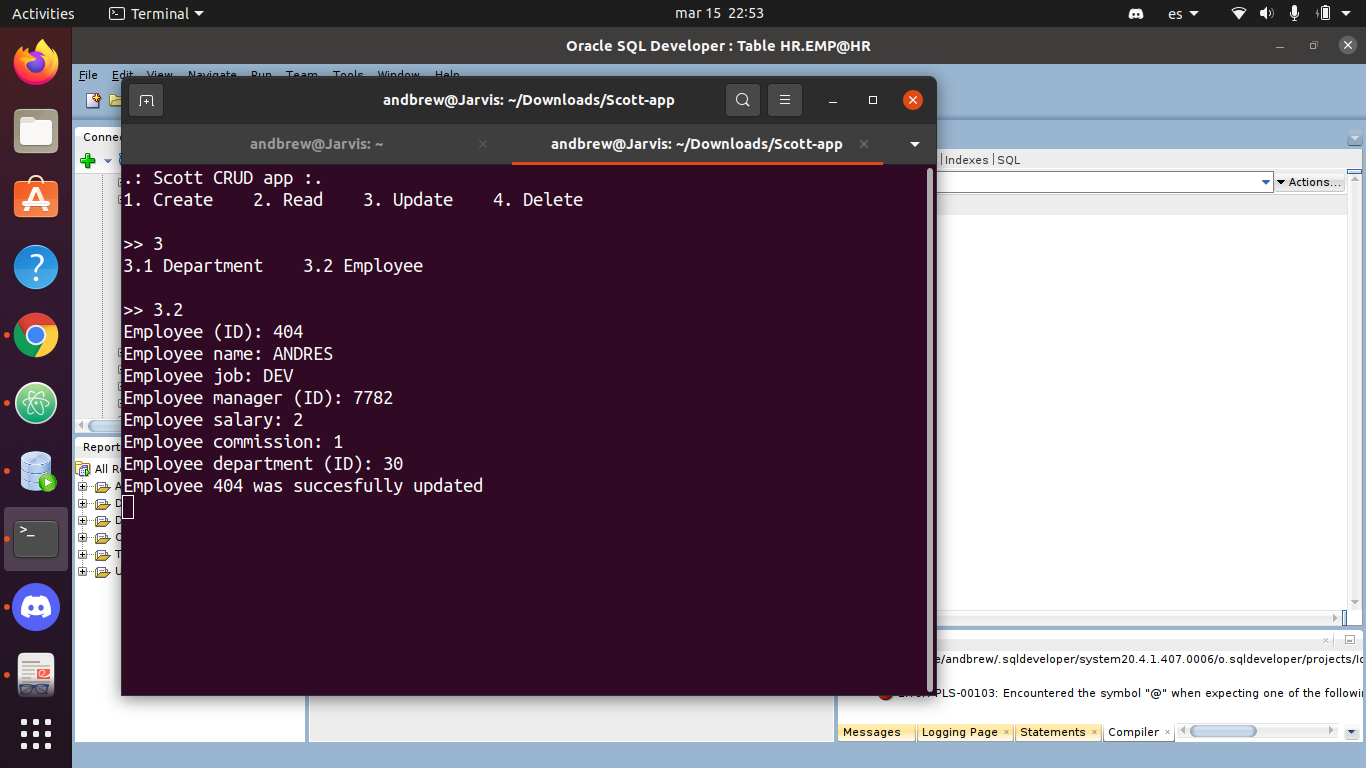 Activities Terminal mar 15 22:53 es
Oracle SQL Developer : Table HR.EMP@HR
File Edit View Navigate Run Team Tools Window Help
andbrew@Jarvis: ~/Downloads/Scott-app
Conne
andbrew@Jarvis: ~ andbrew@Jarvis: ~/Downloads/Scott-app
Indexes SQL
Actions...
.: Scott CRUD app :.
1. Create 2. Read 3. Update 4. Delete
>> 3
3.1 Department 3.2 Employee
>> 3.2
Employee (ID): 404
Employee name: ANDRES
Employee job: DEV
Employee manager (ID): 7782
Employee salary: 2
Employee commission: 1
Employee department (ID): 30
Employee 404 was succesfully updated
Report
All Re
e/andbrew/.sqldeveloper/system20.4.1.407.0006/o.sqldeveloper/projects/
PLS-00103: Encountered the symbol "@" when expecting one of the followin
Messages Logging Page Statements Compiler